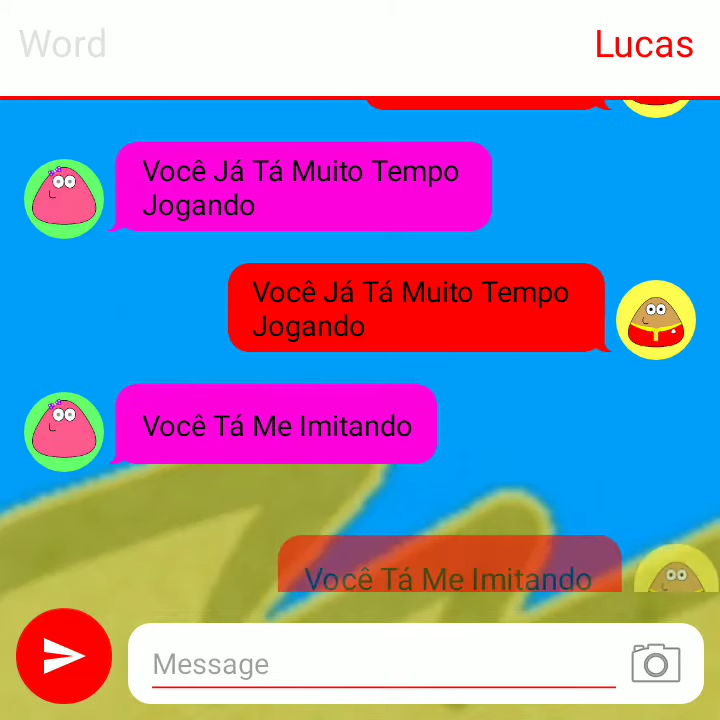 Word
Lucas
Você Já Tá Muito Tempo
Jogando
Você Já Tá Muito Tempo
Jogando
Você Tá Me Imitando
Você Tá Me Imitando
Message